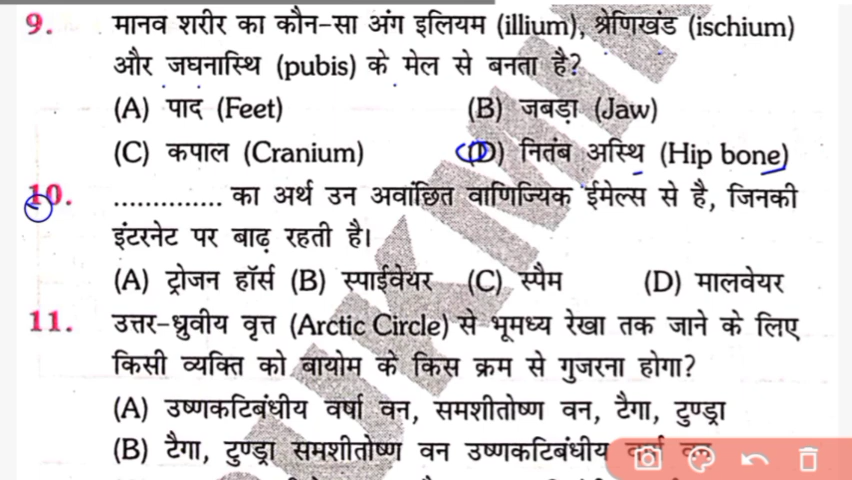 9. मानव शरीर का कौन-सा अंग इलियम (illium), श्रेणिखंड (ischium)
और जघनास्थि (pubis) के मेल से बनता है?
(A) पाद (Feet) (B) जबड़ा (Jaw)
(C) कपाल (Cranium) (D) नितंब अस्थि (Hip bone)
10. .............. का अर्थ उन अवांछित वाणिज्यिक ईमेल्स से है, जिनकी
इंटरनेट पर बाढ़ रहती है।
(A) ट्रोजन हॉर्स (B) स्पाईवेयर (C) स्पैम (D) मालवेयर
11. उत्तर-ध्रुवीय वृत्त (Arctic Circle) से भूमध्य रेखा तक जाने के लिए
किसी व्यक्ति को बायोम के किस क्रम से गुजरना होगा?
(A) उष्णकटिबंधीय वर्षा वन, समशीतोष्ण वन, टैगा, टुण्ड्रा
(B) टैगा, टुण्ड्रा समशीतोष्ण वन उष्णकटिबंधीय